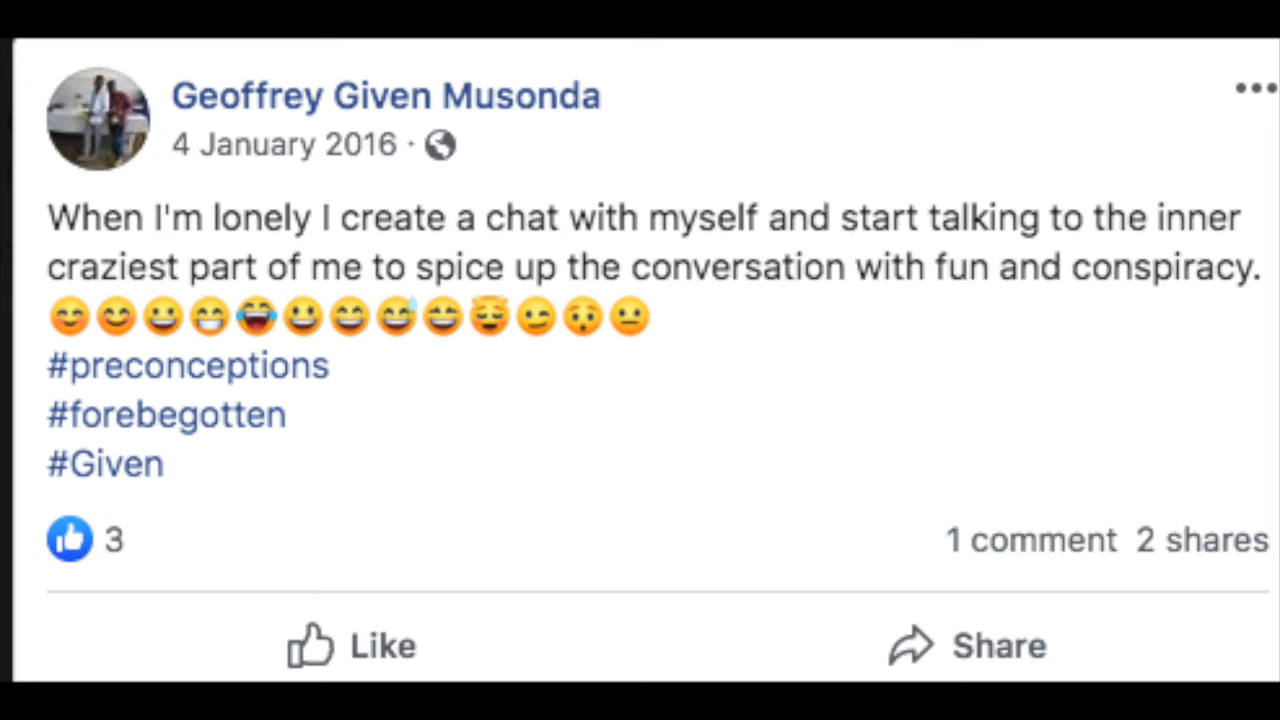 Geoffrey Given Musonda
4 January 2016 ·
When I'm lonely I create a chat with myself and start talking to the inner
craziest part of me to spice up the conversation with fun and conspiracy.
😊😊😀😁😂😃😄😅😄😇😉😯😐
#preconceptions
#forebegotten
#Given
3
1 comment 2 shares
Like
Share